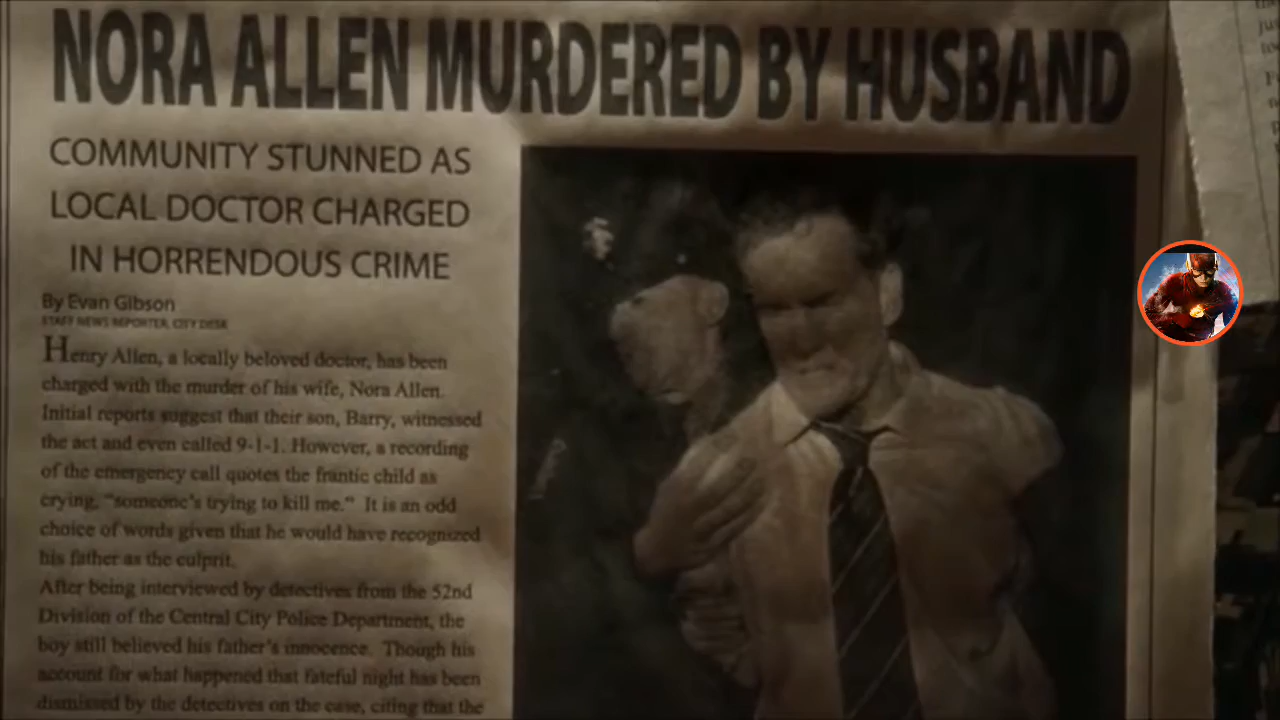 NORA ALLEN MURDERED BY HUSBAND
COMMUNITY STUNNED AS
LOCAL DOCTOR CHARGED
IN HORRENDOUS CRIME
By Evan Gibson
STAFF NEWS REPORTER, CITY DESK
Henry Allen, a locally beloved doctor, has been
charged with the murder of his wife, Nora Allen.
Initial reports suggest that their son, Barry, witnessed
the act and even called 9-1-1. However, a recording
of the emergency call quotes the frantic child as
crying, "someone's trying to kill me." It is an odd
choice of words given that he would have recognized
his father as the culprit.
After being interviewed by detectives from the 52nd
Division of the Central City Police Department, the
boy still believed his father's innocence. Though his
account for what happened that fateful night has been
dismissed by the detectives on the case, citing that the